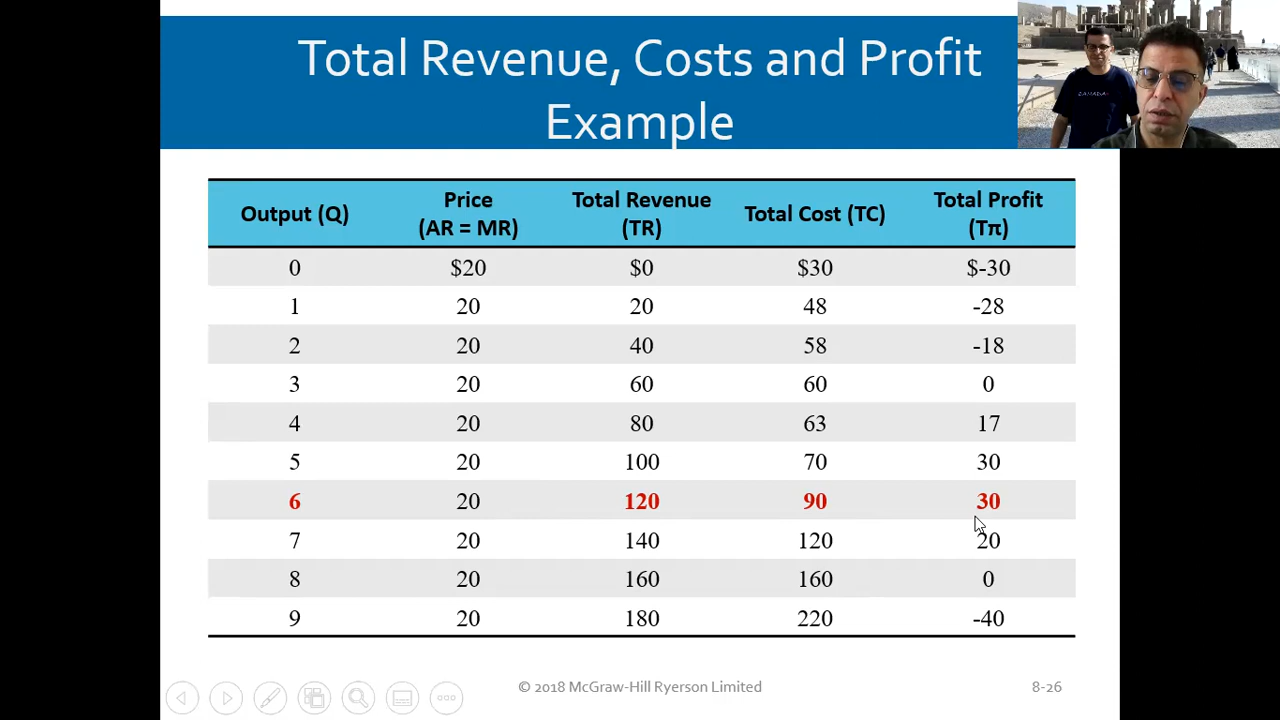 Total Revenue, Costs and Profit
Example
Output (Q) Price (AR = MR) Total Revenue (TR) Total Cost (TC) Total Profit (Tπ)
0 $20 $0 $30 $-30
1 20 20 48 -28
2 20 40 58 -18
3 20 60 60 0
4 20 80 63 17
5 20 100 70 30
6 20 120 90 30
7 20 140 120 20
8 20 160 160 0
9 20 180 220 -40
© 2018 McGraw-Hill Ryerson Limited 8-26